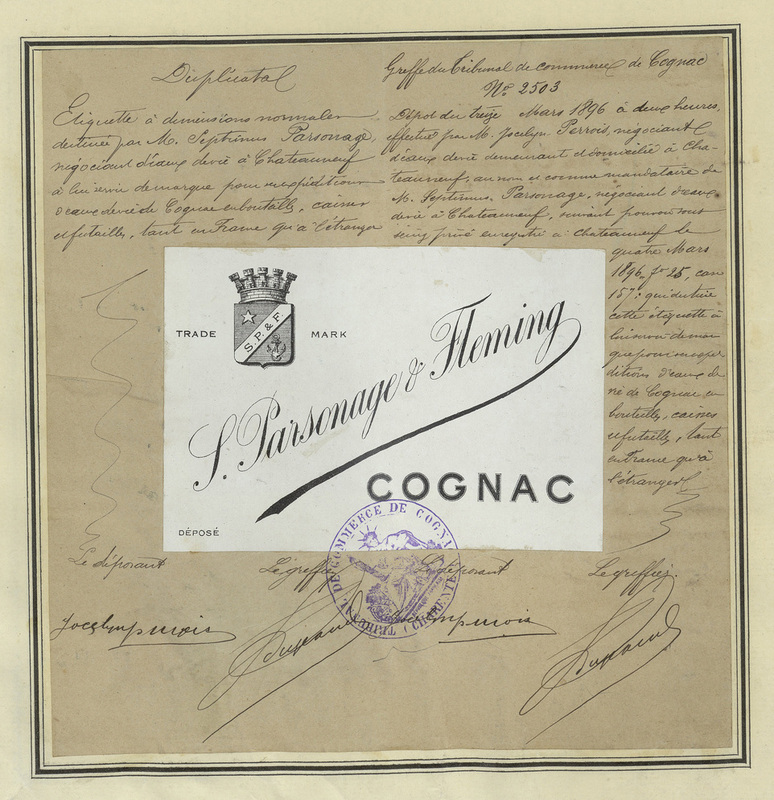 Duplicata
Etiquette à dimensions normales
destinée par M. Septimus Parsonage,
négociant d'eaux de vie à Chateauneuf
à lui servir de marque pour ses expéditions
d'eaux de vie de Cognac en bouteilles, caisses
et futailles, tant en France qu'à l'étranger
Greffe du Tribunal de commerce de Cognac
No 2503
Dépot du treize Mars 1896 à deux heures,
effectué par M. Jocelyn Perrois, négociant
d'eaux de vie demeurant et domicilié à Cha-
teauneuf, au nom et comme mandataire de
M. Septimus Parsonage, négociant d'eaux
de vie à Chateauneuf, suivant pouvoir sous
seing privé enregistré à Chateauneuf le
quatre Mars
1896, fo 25, case
157: qui destine
cette étiquette à
lui servir de mar
que pour ses expé
ditions d'eaux de
vie de Cognac, en
bouteilles, caisses
et futailles, tant
en France qu'à
l'étranger
TRADE MARK
S. P. & F.
S. Parsonage & Fleming
COGNAC
DÉPOSÉ
TRIBUNAL DE COMMERCE DE COGNAC (CHARENTE)
Le déposant
Le greffier
Le déposant
Le greffier.